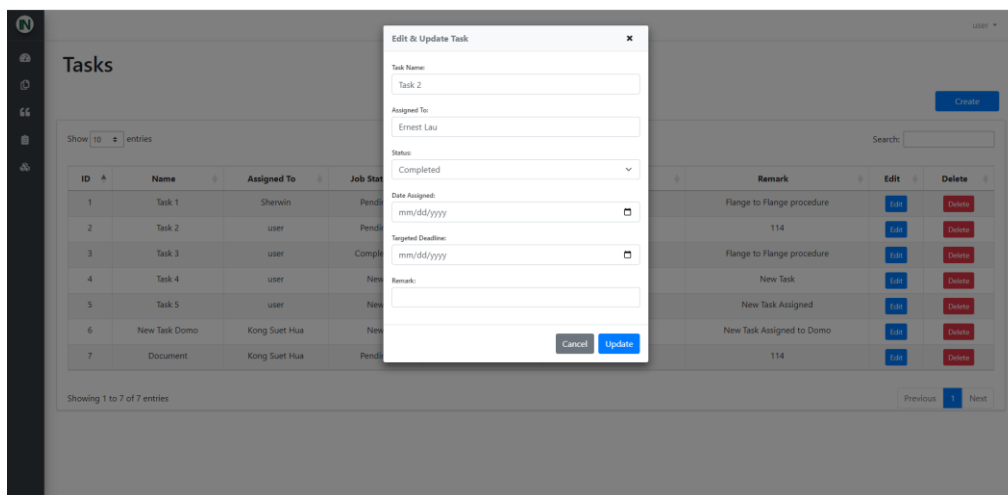 IN
user
Edit & Update Task
Tasks
Task Name:
Task 2
Create
Assigned To:
Ernest Lau
Show 10 entries
Search:
Status:
Completed
ID Name Assigned To Job Stat Remark Edit Delete
Date Assigned:
mm/dd/yyyy
1 Task 1 Sherwin Pendi Flange to Flange procedure Edit Delete
2 Task 2 user Pendi 114 Edit Delete
Targeted Deadline:
mm/dd/yyyy
3 Task 3 user Comple Flange to Flange procedure Edit Delete
4 Task 4 user New New Task Edit Delete
Remark:
5 Task 5 user New New Task Assigned Edit Delete
6 New Task Domo Kong Suet Hua New New Task Assigned to Domo Edit Delete
Cancel Update
7 Document Kong Suet Hua Pendi 114 Edit Delete
Showing 1 to 7 of 7 entries
Previous 1 Next